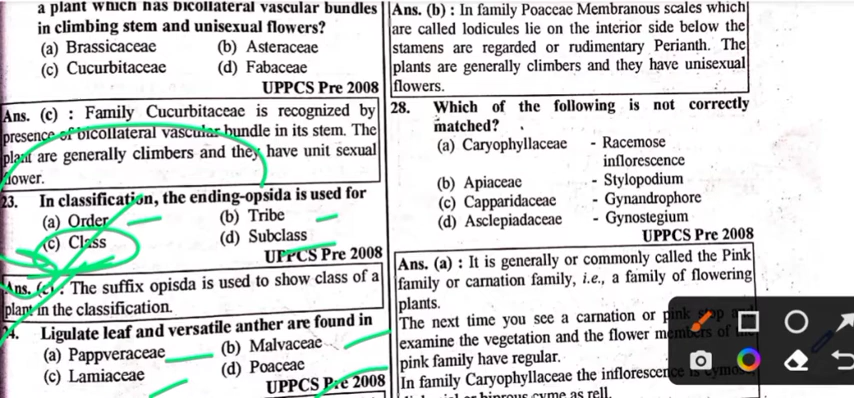 a plant which has bicollateral vascular bundles
in climbing stem and unisexual flowers?
(a) Brassicaceae (b) Asteraceae
(c) Cucurbitaceae (d) Fabaceae
UPPCS Pre 2008
Ans. (c) : Family Cucurbitaceae is recognized by
presence of bicollateral vascular bundle in its stem. The
plant are generally climbers and they have unit sexual
flower.
23. In classification, the ending-opsida is used for
(a) Order (b) Tribe
(c) Class (d) Subclass
UPPCS Pre 2008
Ans. (c) : The suffix opisda is used to show class of a
plant in the classification.
24. Ligulate leaf and versatile anther are found in
(a) Pappveraceae (b) Malvaceae
(c) Lamiaceae (d) Poaceae
UPPCS Pre 2008
Ans. (b) : In family Poaceae Membranous scales which
are called lodicules lie on the interior side below the
stamens are regarded or rudimentary Perianth. The
plants are generally climbers and they have unisexual
flowers.
28. Which of the following is not correctly
matched?
(a) Caryophyllaceae - Racemose
inflorescence
(b) Apiaceae - Stylopodium
(c) Capparidaceae - Gynandrophore
(d) Asclepiadaceae - Gynostegium
UPPCS Pre 2008
Ans. (a) : It is generally or commonly called the Pink
family or carnation family, i.e., a family of flowering
plants.
The next time you see a carnation or pink stop
examine the vegetation and the flower members of
pink family have regular.
In family Caryophyllaceae the inflorescence is
as rell.